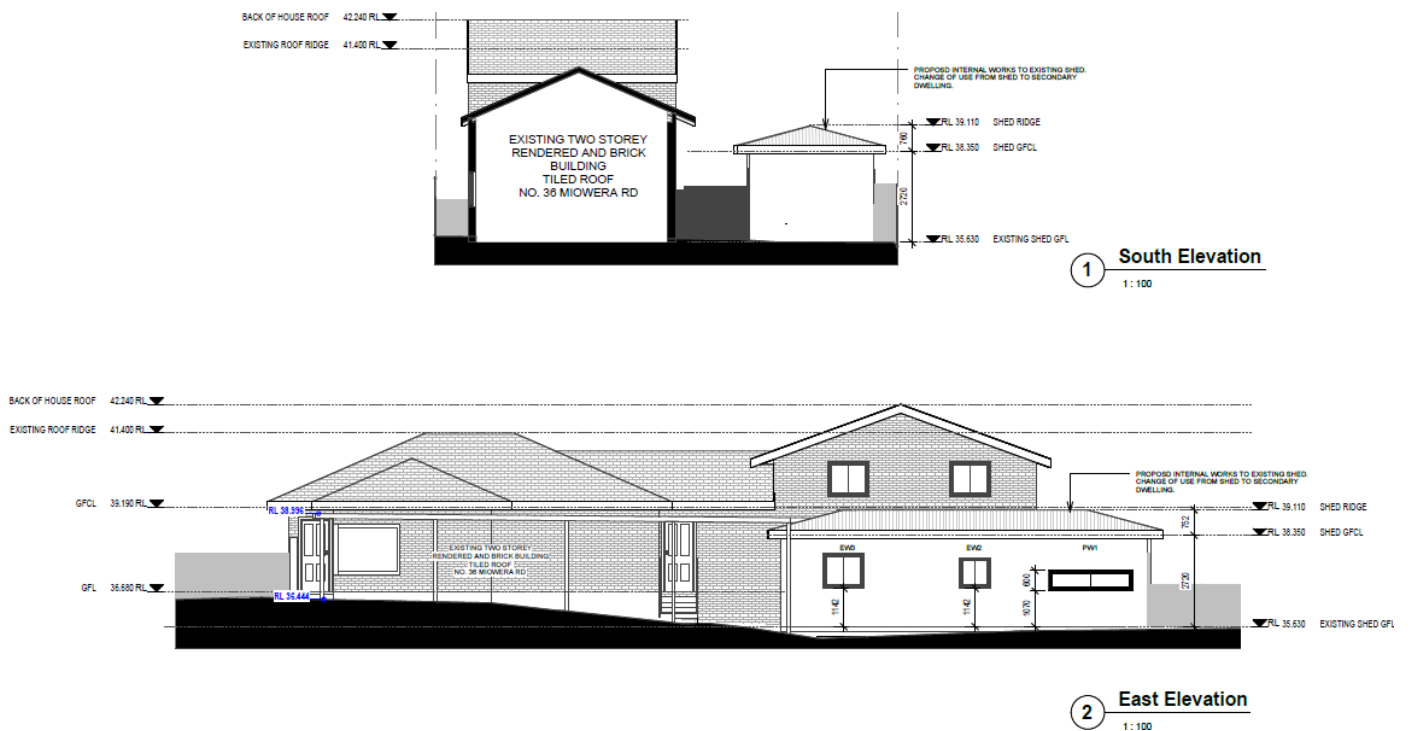 BACK OF HOUSE ROOF 42.240 RL
EXISTING ROOF RIDGE 41.400 RL
PROPOSD INTERNAL WORKS TO EXISTING SHED.
CHANGE OF USE FROM SHED TO SECONDARY
DWELLING.
EXISTING TWO STOREY
RENDERED AND BRICK
BUILDING
TILED ROOF
NO. 36 MIOWERA RD
RL 39.110 SHED RIDGE
760
RL 38.350 SHED GFCL
2720
RL 35.630 EXISTING SHED GFL
1 South Elevation
1 : 100
BACK OF HOUSE ROOF 42.240 RL
EXISTING ROOF RIDGE 41.400 RL
PROPOSD INTERNAL WORKS TO EXISTING SHED.
CHANGE OF USE FROM SHED TO SECONDARY
DWELLING.
GFCL 39.190 RL
RL 38.996
RL 39.110 SHED RIDGE
752
RL 38.350 SHED GFCL
EXISTING TWO STOREY
RENDERED AND BRICK BUILDING
TILED ROOF
NO. 36 MIOWERA RD
EW3
EW2
PW1
600
2720
GFL 36.680 RL
RL 36.444
1142
1142
1070
RL 35.630 EXISTING SHED GFL
2 East Elevation
1 : 100